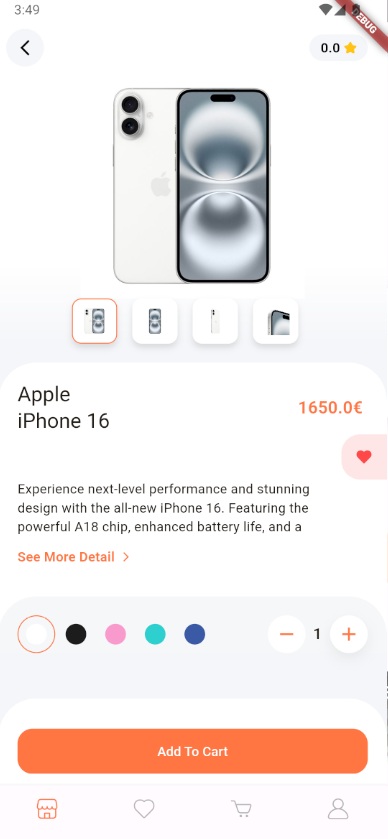 3:49
EBUG
0.0
Apple
iPhone 16
1650.0€
Experience next-level performance and stunning
design with the all-new iPhone 16. Featuring the
powerful A18 chip, enhanced battery life, and a
See More Detail
1
Add To Cart